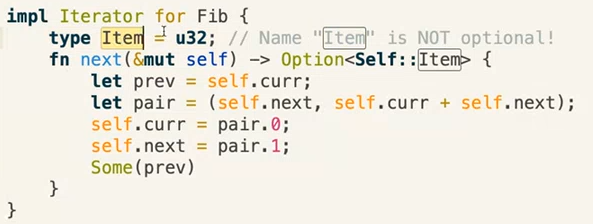 impl Iterator for Fib {
    type Item = u32; // Name "Item" is NOT optional!
    fn next(&mut self) -> Option<Self::Item> {
        let prev = self.curr;
        let pair = (self.next, self.curr + self.next);
        self.curr = pair.0;
        self.next = pair.1;
        Some(prev)
    }
}